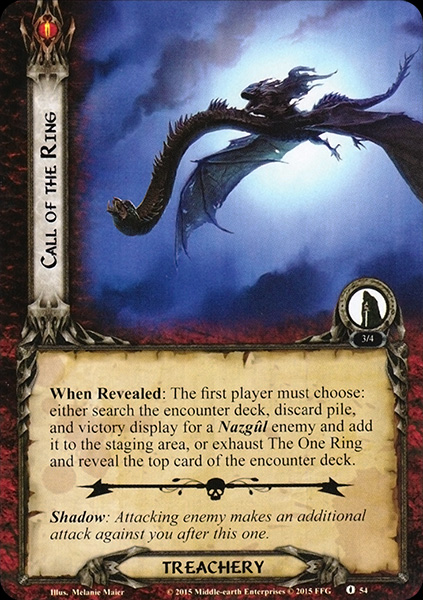 CALL OF THE RING
3/4
When Revealed: The first player must choose:
either search the encounter deck, discard pile,
and victory display for a Nazgûl enemy and add
it to the staging area, or exhaust The One Ring
and reveal the top card of the encounter deck.
Shadow: Attacking enemy makes an additional
attack against you after this one.
TREACHERY
Illus. Melanie Maier © 2015 Middle-earth Enterprises © 2015 FFG 54